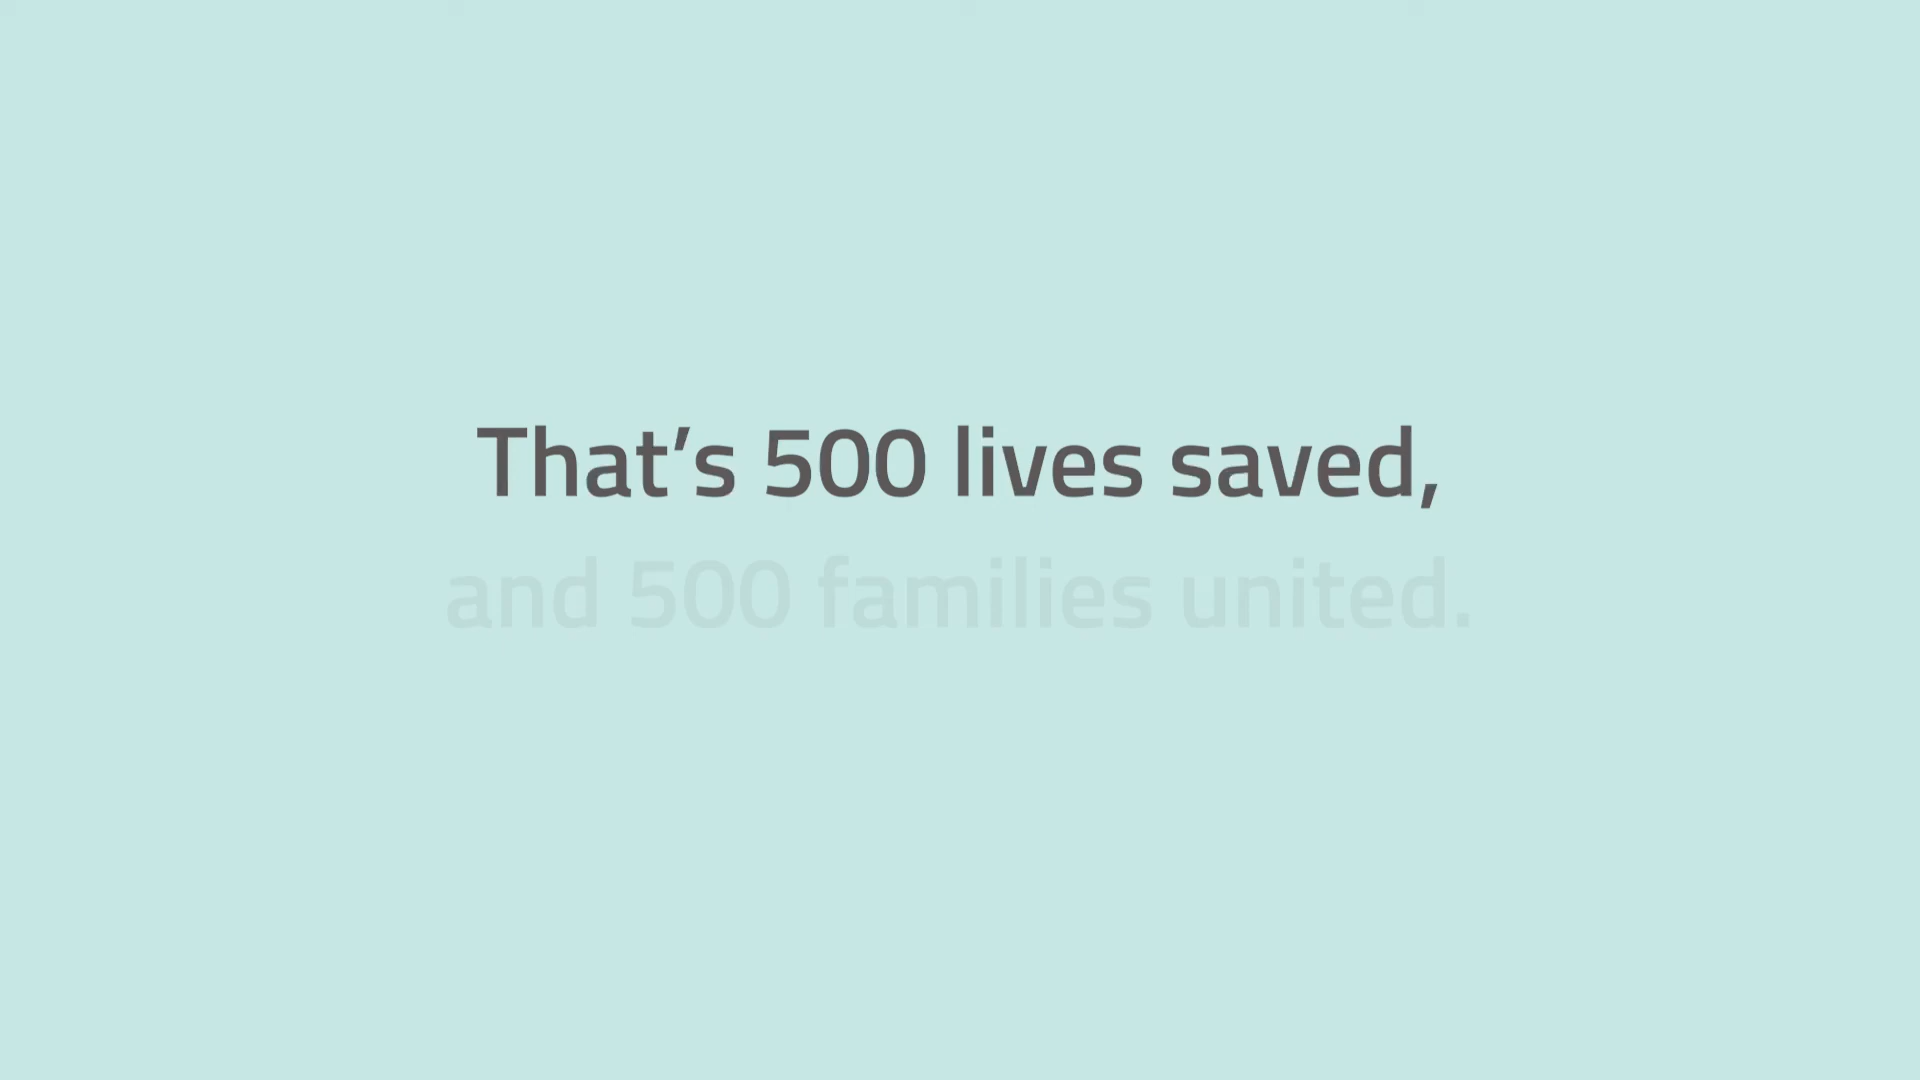 That’s 500 lives saved,
and 500 families united.